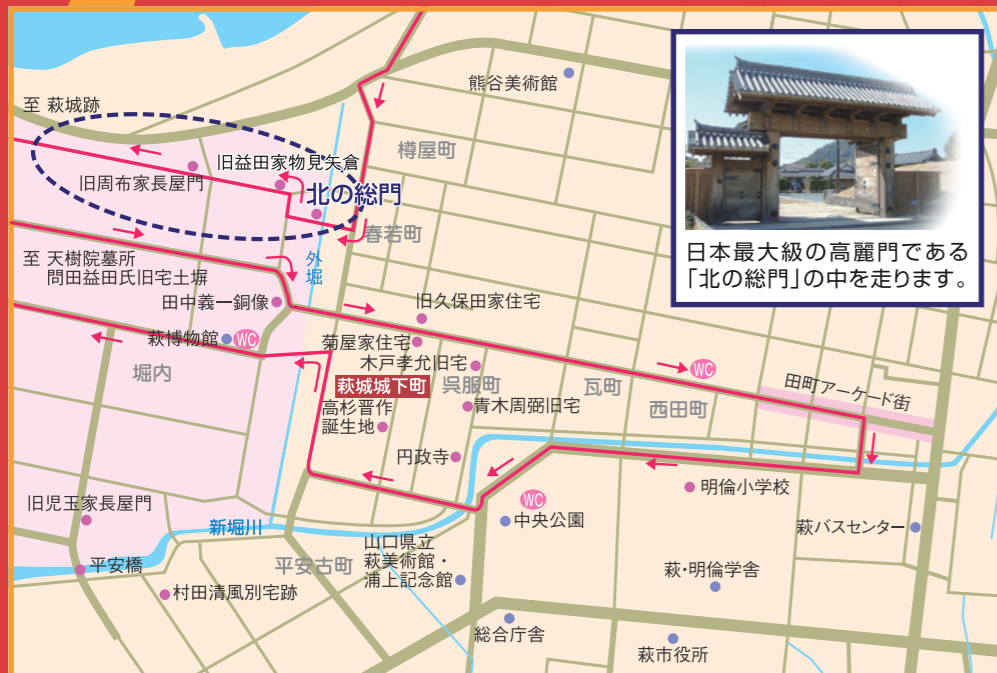 熊谷美術館
至 萩城跡
樽屋町
旧益田家物見矢倉
旧周布家長屋門
北の総門
春若町
日本最大級の高麗門である
「北の総門」の中を走ります。
至 天樹院墓所
問田益田氏旧宅土塀
外堀
田中義一銅像
旧久保田家住宅
萩博物館
WC
菊屋家住宅
木戸孝允旧宅
WC
堀内
萩城城下町
呉服町
瓦町
西田町
田町アーケード街
高杉晋作
誕生地
青木周弼旧宅
円政寺
明倫小学校
旧児玉家長屋門
WC
中央公園
萩バスセンター
新堀川
平安橋
平安古町
山口県立
萩美術館・
浦上記念館
村田清風別宅跡
萩・明倫学舎
総合庁舎
萩市役所